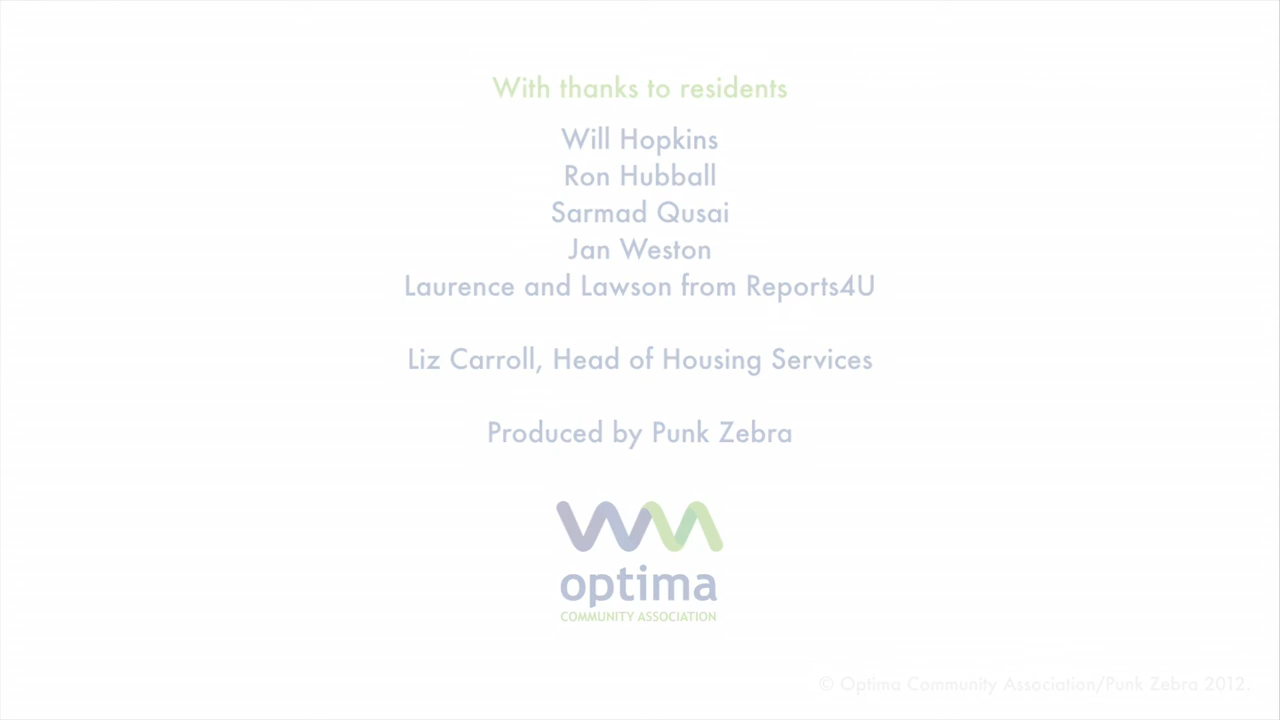 With thanks to residents
Will Hopkins
Ron Hubball
Sarmad Qusai
Jan Weston
Laurence and Lawson from Reports4U
Liz Carroll, Head of Housing Services
Produced by Punk Zebra
optima
COMMUNITY ASSOCIATION
© Optima Community Association/Punk Zebra 2012.